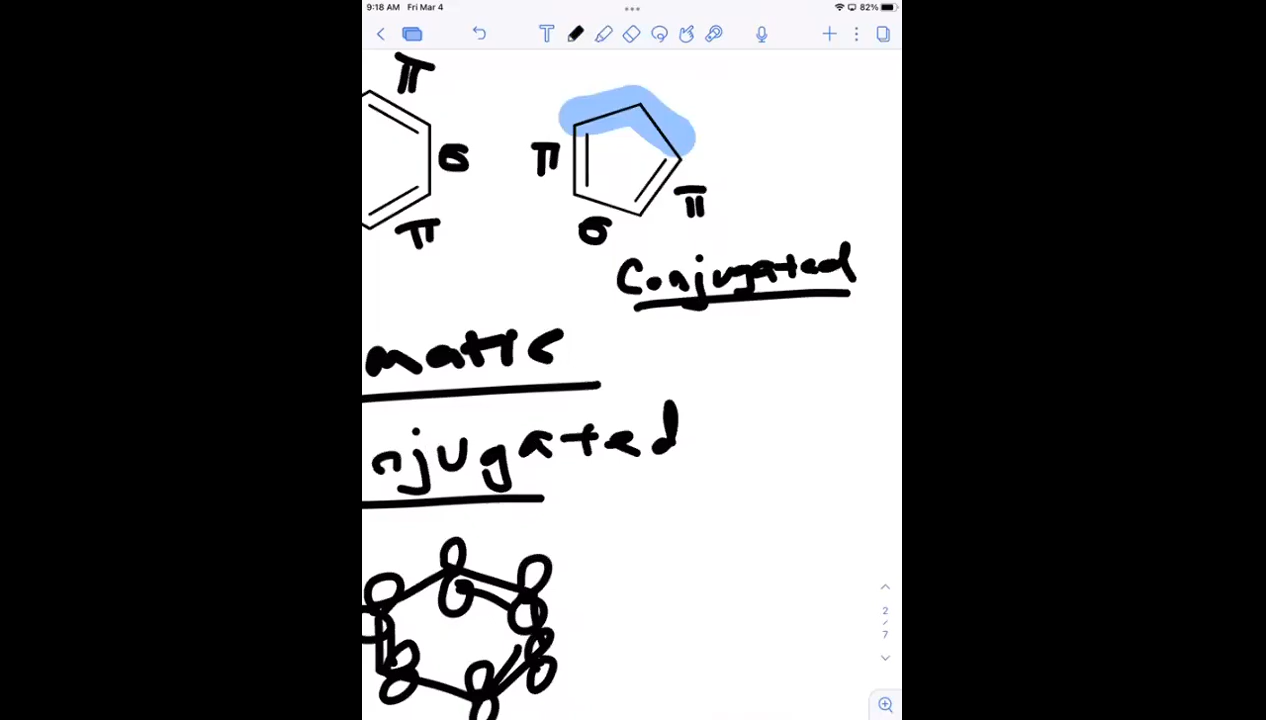 9:18 AM Fri Mar 4
82%
T
π
π
σ
π
π
σ
Conjugated
matic
njugated
2
/
7